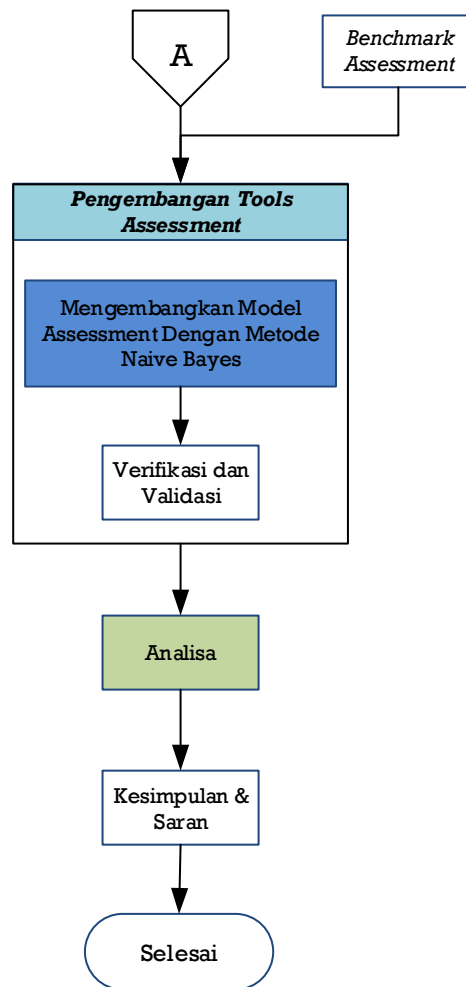 A
Benchmark
Assessment
Pengembangan Tools
Assessment
Mengembangkan Model
Assessment Dengan Metode
Naive Bayes
Verifikasi dan
Validasi
Analisa
Kesimpulan &
Saran
Selesai